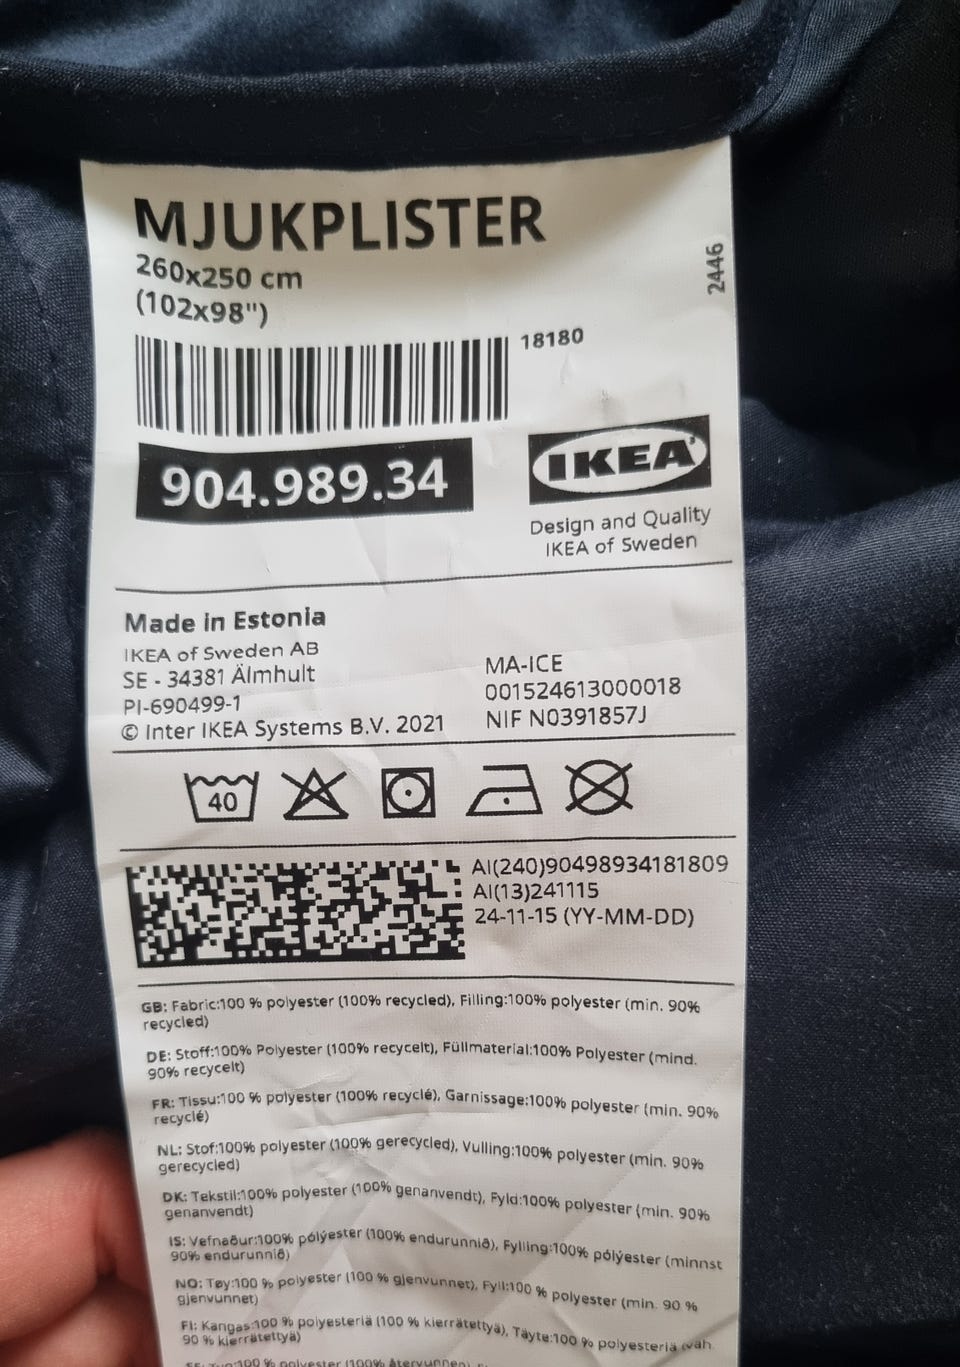 MJUKPLISTER
260x250 cm
(102x98")
2446
18180
904.989.34
IKEA
Design and Quality
IKEA of Sweden
Made in Estonia
IKEA of Sweden AB
SE - 34381 Älmhult
PI-690499-1
© Inter IKEA Systems B.V. 2021
MA-ICE
001524613000018
NIF N0391857J
40
AI(240)90498934181809
AI(13)241115
24-11-15 (YY-MM-DD)
GB: Fabric:100 % polyester (100% recycled), Filling:100% polyester (min. 90%
recycled)
DE: Stoff:100% Polyester (100% recycelt), Füllmaterial:100% Polyester (mind.
90% recycelt)
FR: Tissu:100 % polyester (100% recyclé), Garnissage:100% polyester (min. 90%
recyclé)
NL: Stof:100% polyester (100% gerecycled), Vulling:100% polyester (min. 90%
gerecycled)
DK: Tekstil:100% polyester (100% genanvendt), Fyld:100% polyester (min. 90%
genanvendt)
IS: Vefnaður:100% pólýester (100% endurunnið), Fylling:100% pólýester (minnst
90% endurunnið)
NO: Tøy:100 % polyester (100 % gjenvunnet), Fyll:100 % polyester (min. 90 %
gjenvunnet)
FI: Kangas:100 % polyesteriä (100 % kierrätettyä), Täyte:100 % polyesteriä (väh.
90 % kierrätettyä)
polyester (100% återvunnen)